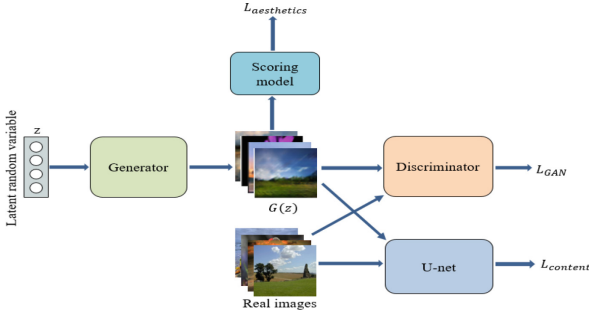 L_aesthetics
Scoring
model
Latent random variable
z
Generator
G(z)
Discriminator
L_GAN
Real images
U-net
L_content